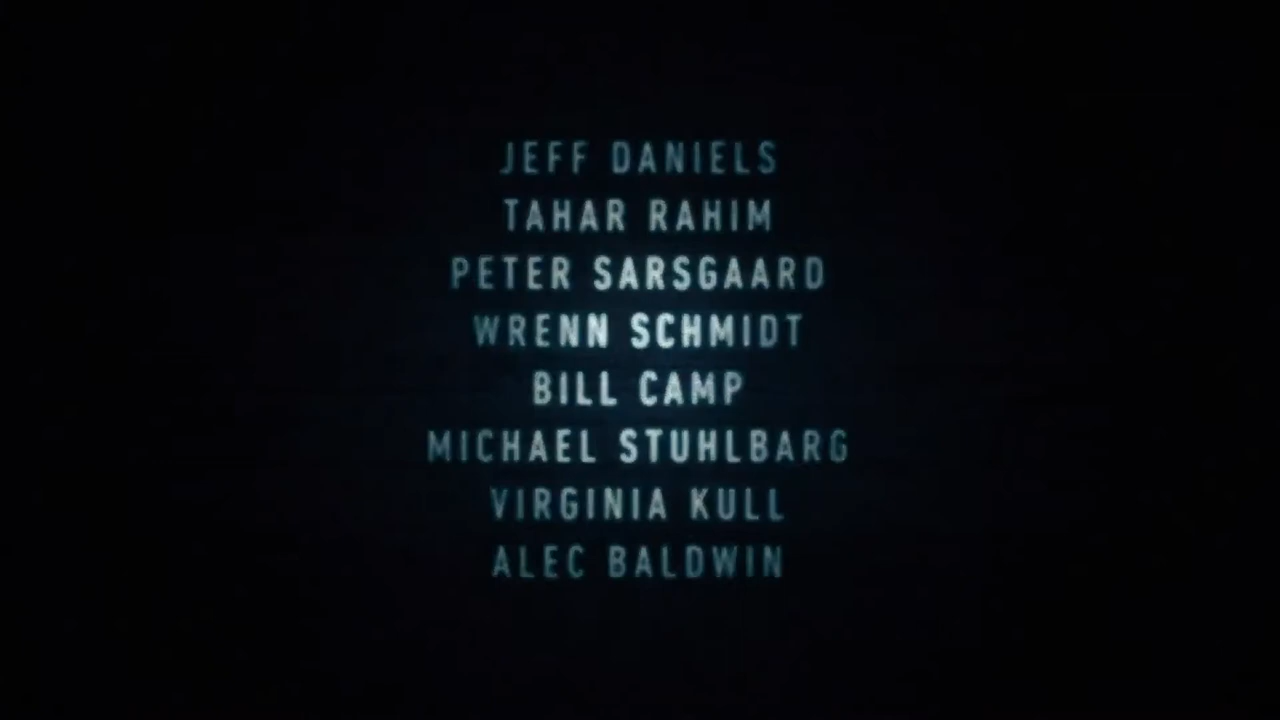 JEFF DANIELS
TAHAR RAHIM
PETER SARSGAARD
WRENN SCHMIDT
BILL CAMP
MICHAEL STUHLBARG
VIRGINIA KULL
ALEC BALDWIN